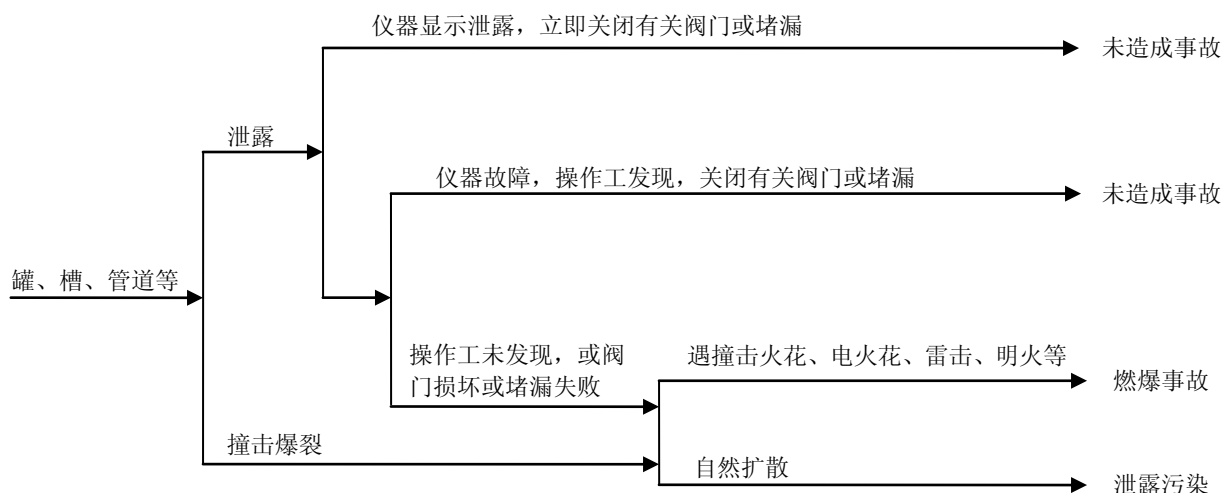 仪器显示泄露，立即关闭有关阀门或堵漏
未造成事故
泄露
仪器故障，操作工发现，关闭有关阀门或堵漏
未造成事故
罐、槽、管道等
操作工未发现，或阀
门损坏或堵漏失败
遇撞击火花、电火花、雷击、明火等
燃爆事故
撞击爆裂
自然扩散
泄露污染